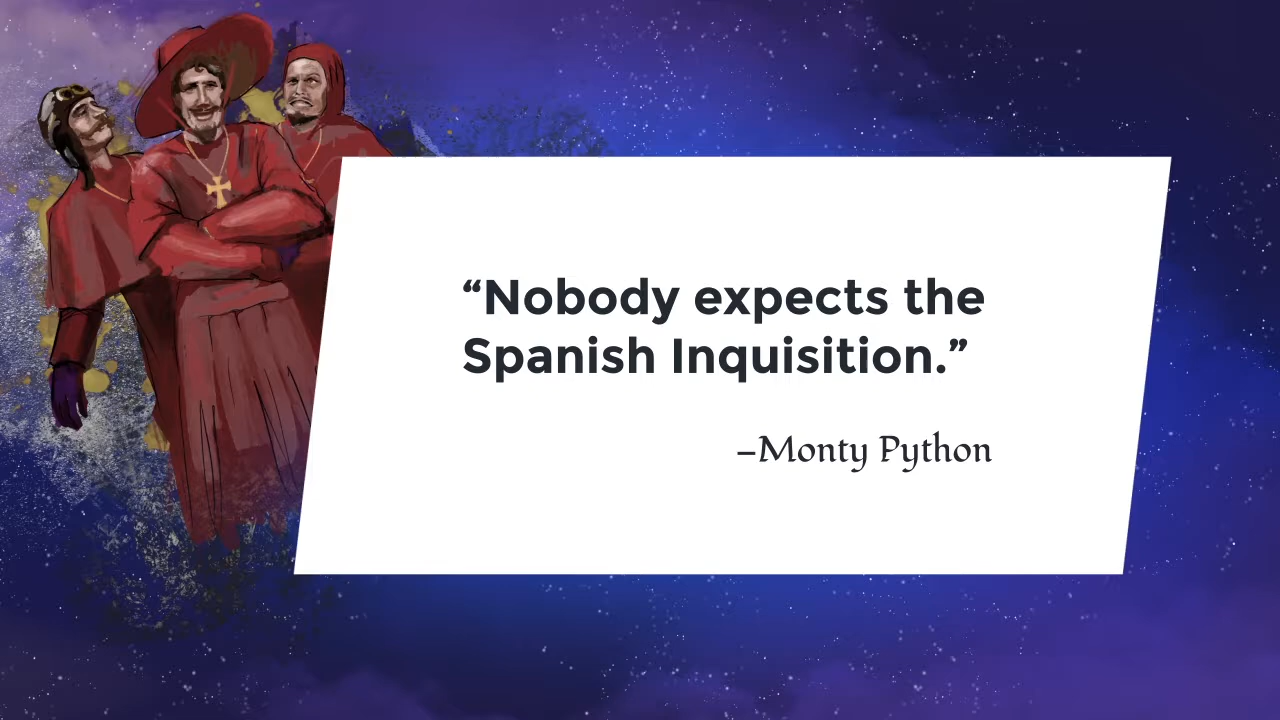 “Nobody expects the
Spanish Inquisition.”
–Monty Python